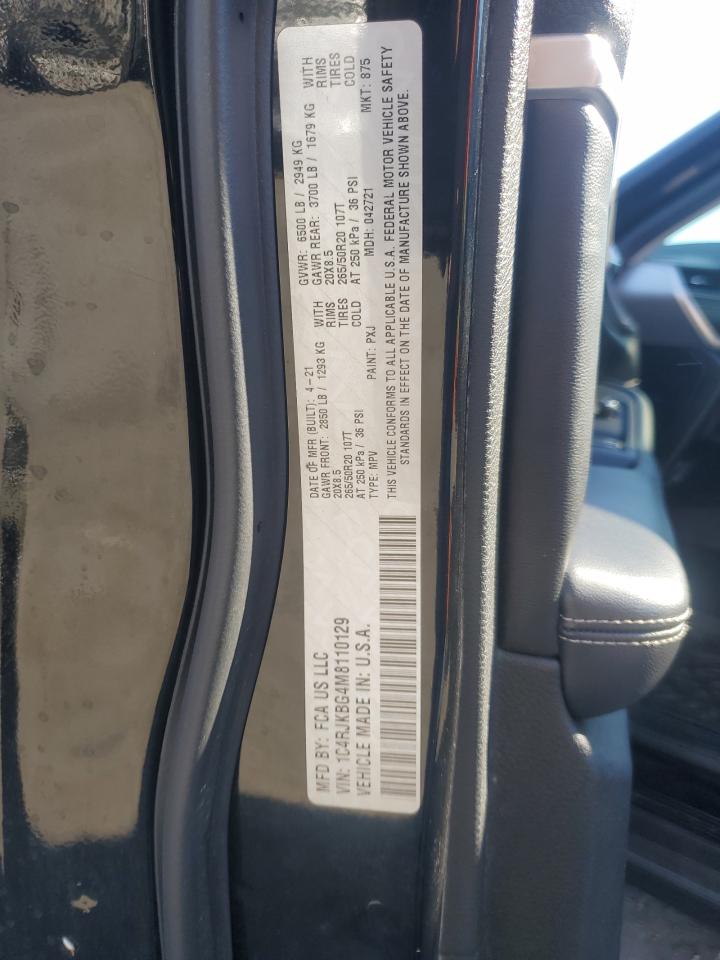 MFD BY: FCA US LLC
DATE OF MFR (BUILT): 4-21 GVWR: 6500 LB / 2949 KG
GAWR FRONT: 2850 LB / 1293 KG WITH GAWR REAR: 3700 LB / 1679 KG WITH
20X8.5 RIMS 20X8.5 RIMS
265/50R20 107T TIRES 265/50R20 107T TIRES
AT 250 kPa / 36 PSI COLD AT 250 kPa / 36 PSI COLD
VIN: 1C4RJKBG4M8110129 TYPE: MPV PAINT: PXJ MDH: 042721 MKT: 875
VEHICLE MADE IN: U.S.A.
THIS VEHICLE CONFORMS TO ALL APPLICABLE U.S.A. FEDERAL MOTOR VEHICLE SAFETY
STANDARDS IN EFFECT ON THE DATE OF MANUFACTURE SHOWN ABOVE.